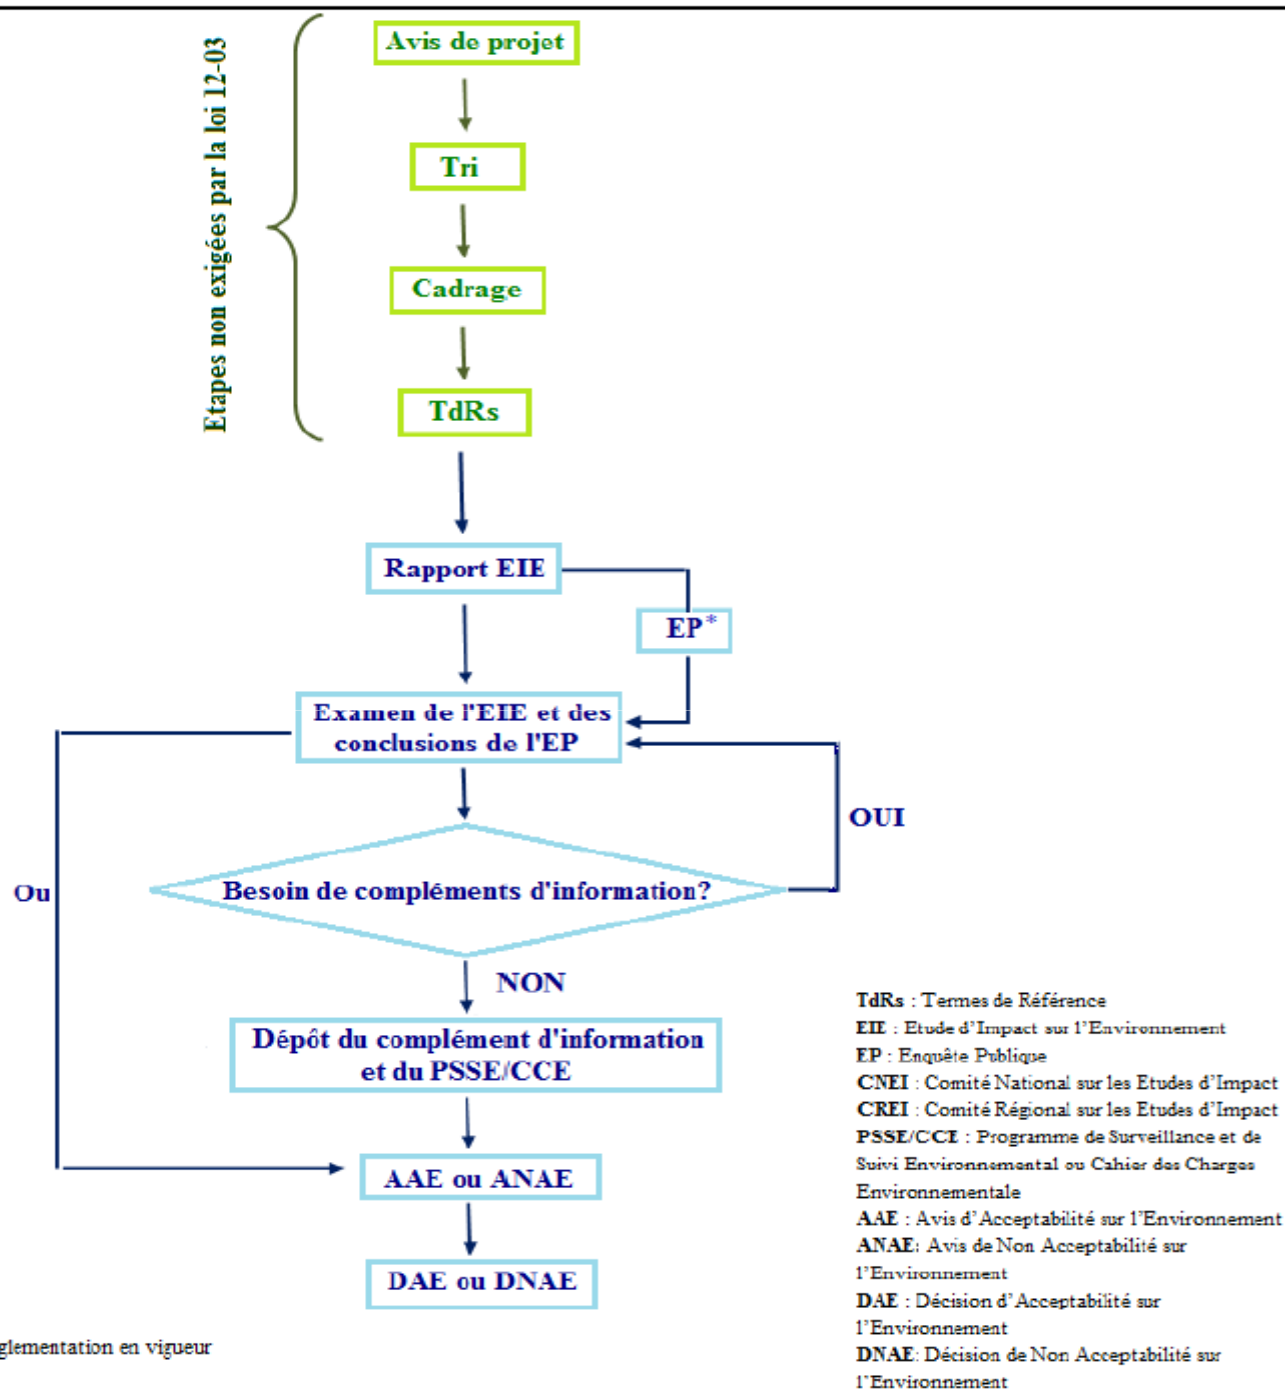 Etapes non exigées par la loi 12-03
Avis de projet
Tri
Cadrage
TdRs
Rapport EIE
EP*
Examen de l'EIE et des
conclusions de l'EP
OUI
Ou
Besoin de compléments d'information?
NON
Dépôt du complément d'information
et du PSSE/CCE
AAE ou ANAE
DAE ou DNAE
TdRs : Termes de Référence
EIE : Etude d'Impact sur l'Environnement
EP : Enquête Publique
CNEI : Comité National sur les Etudes d'Impact
CREI : Comité Régional sur les Etudes d'Impact
PSSE/CCE : Programme de Surveillance et de
Suivi Environnemental ou Cahier des Charges
Environnementale
AAE : Avis d'Acceptabilité sur l'Environnement
ANAE: Avis de Non Acceptabilité sur
l'Environnement
DAE : Décision d'Acceptabilité sur
l'Environnement
DNAE: Décision de Non Acceptabilité sur
l'Environnement
glementation en vigueur